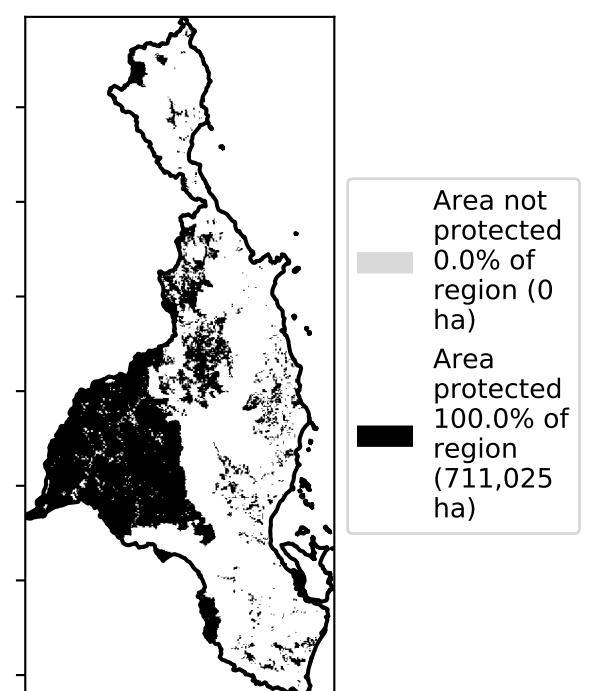 Area not
protected
0.0% of
region (0
ha)
Area
protected
100.0% of
region
(711,025
ha)